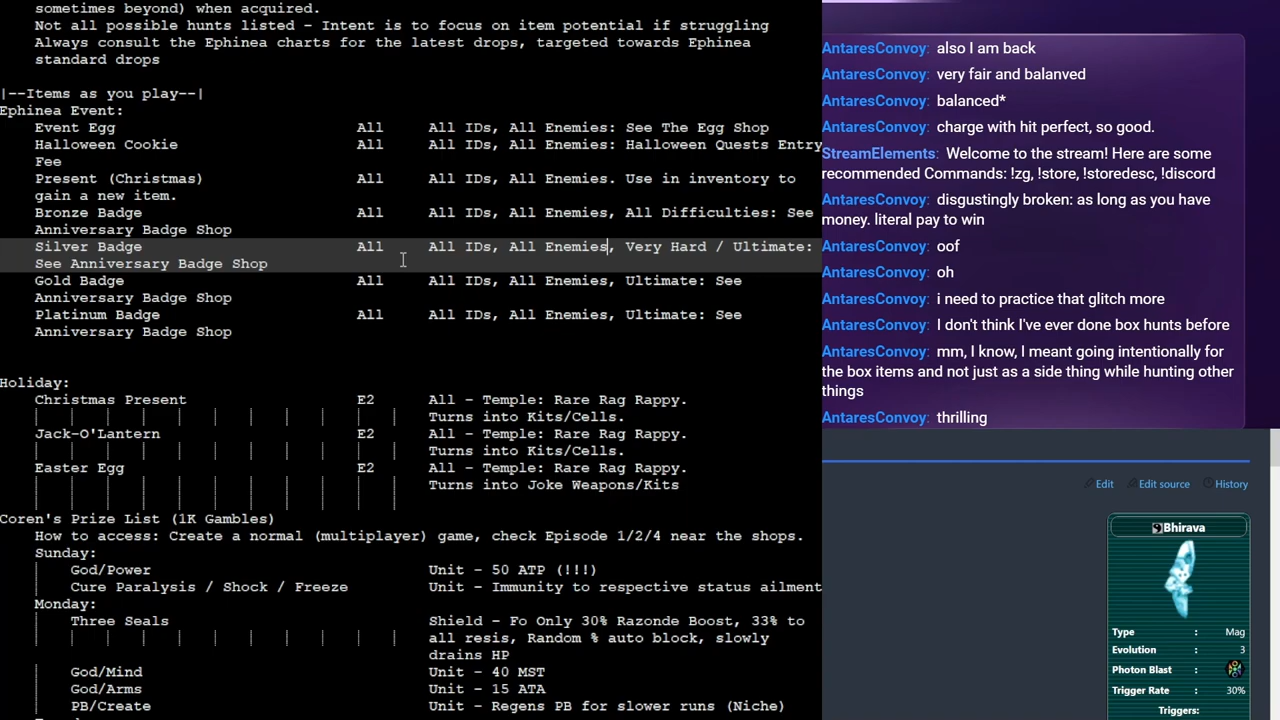 sometimes beyond) when acquired.
Not all possible hunts listed - Intent is to focus on item potential if struggling
Always consult the Ephinea charts for the latest drops, targeted towards Ephinea
standard drops
|--Items as you play--|
Ephinea Event:
Event Egg All All IDs, All Enemies: See The Egg Shop
Halloween Cookie All All IDs, All Enemies: Halloween Quests Entry
Fee
Present (Christmas) All All IDs, All Enemies. Use in inventory to
gain a new item.
Bronze Badge All All IDs, All Enemies, All Difficulties: See
Anniversary Badge Shop
Silver Badge All All IDs, All Enemies, Very Hard / Ultimate:
See Anniversary Badge Shop
Gold Badge All All IDs, All Enemies, Ultimate: See
Anniversary Badge Shop
Platinum Badge All All IDs, All Enemies, Ultimate: See
Anniversary Badge Shop
Holiday:
Christmas Present E2 All - Temple: Rare Rag Rappy.
Turns into Kits/Cells.
Jack-O'Lantern E2 All - Temple: Rare Rag Rappy.
Turns into Kits/Cells.
Easter Egg E2 All - Temple: Rare Rag Rappy.
Turns into Joke Weapons/Kits
Coren's Prize List (1K Gambles)
How to access: Create a normal (multiplayer) game, check Episode 1/2/4 near the shops.
Sunday:
God/Power Unit - 50 ATP (!!!)
Cure Paralysis / Shock / Freeze Unit - Immunity to respective status ailment
Monday:
Three Seals Shield - Fo Only 30% Razonde Boost, 33% to
all resis, Random % auto block, slowly
drains HP
God/Mind Unit - 40 MST
God/Arms Unit - 15 ATA
PB/Create Unit - Regens PB for slower runs (Niche)
AntaresConvoy: also I am back
AntaresConvoy: very fair and balanved
AntaresConvoy: balanced*
AntaresConvoy: charge with hit perfect, so good.
StreamElements: Welcome to the stream! Here are some
recommended Commands: !zg, !store, !storedesc, !discord
AntaresConvoy: disgustingly broken: as long as you have
money. literal pay to win
AntaresConvoy: oof
AntaresConvoy: oh
AntaresConvoy: i need to practice that glitch more
AntaresConvoy: I don't think I've ever done box hunts before
AntaresConvoy: mm, I know, I meant going intentionally for
the box items and not just as a side thing while hunting other
things
AntaresConvoy: thrilling
Edit Edit source History
Bhirava
Type : Mag
Evolution : 3
Photon Blast :
Trigger Rate : 30%
Triggers: